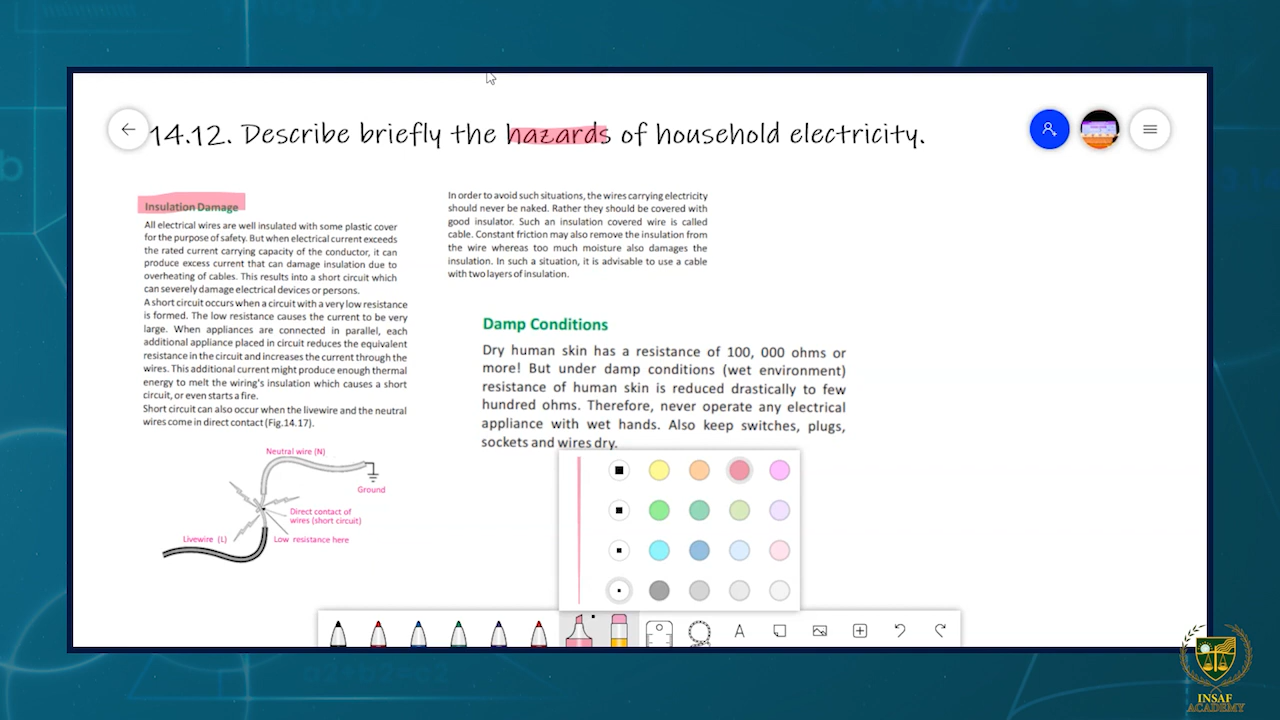 14.12. Describe briefly the hazards of household electricity.
Insulation Damage
All electrical wires are well insulated with some plastic cover
for the purpose of safety. But when electrical current exceeds
the rated current carrying capacity of the conductor, it can
produce excess current that can damage insulation due to
overheating of cables. This results into a short circuit which
can severely damage electrical devices or persons.
A short circuit occurs when a circuit with a very low resistance
is formed. The low resistance causes the current to be very
large. When appliances are connected in parallel, each
additional appliance placed in circuit reduces the equivalent
resistance in the circuit and increases the current through the
wires. This additional current might produce enough thermal
energy to melt the wiring's insulation which causes a short
circuit, or even starts a fire.
Short circuit can also occur when the livewire and the neutral
wires come in direct contact (Fig.14.17).
Neutral wire (N)
Ground
Direct contact of
wires (short circuit)
Livewire (L)
Low resistance here
In order to avoid such situations, the wires carrying electricity
should never be naked. Rather they should be covered with
good insulator. Such an insulation covered wire is called
cable. Constant friction may also remove the insulation from
the wire whereas too much moisture also damages the
insulation. In such a situation, it is advisable to use a cable
with two layers of insulation.
Damp Conditions
Dry human skin has a resistance of 100, 000 ohms or
more! But under damp conditions (wet environment)
resistance of human skin is reduced drastically to few
hundred ohms. Therefore, never operate any electrical
appliance with wet hands. Also keep switches, plugs,
sockets and wires dry.
A
INSAF
ACADEMY